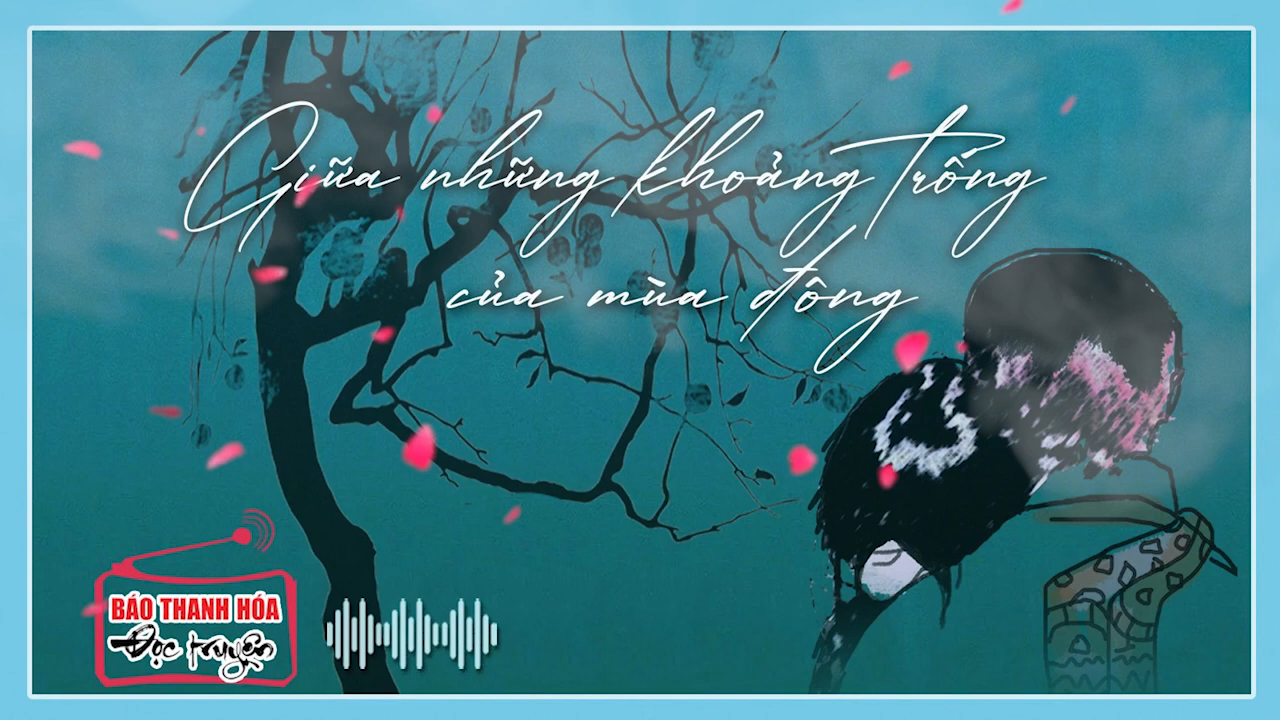 Giữa những khoảng trống
của mùa đông
BÁO THANH HÓA
Đọc truyện